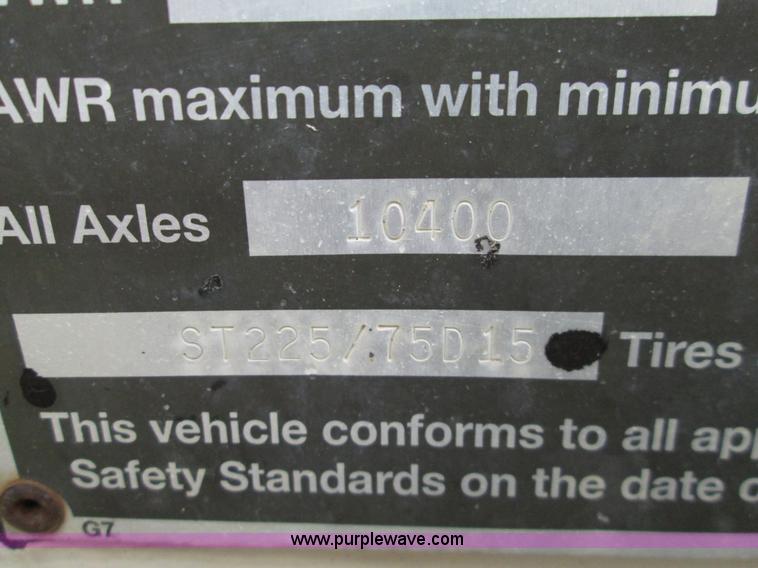 AWR maximum with minimu
All Axles 10400
ST225/75D15 Tires
This vehicle conforms to all app
Safety Standards on the date o
G7
www.purplewave.com